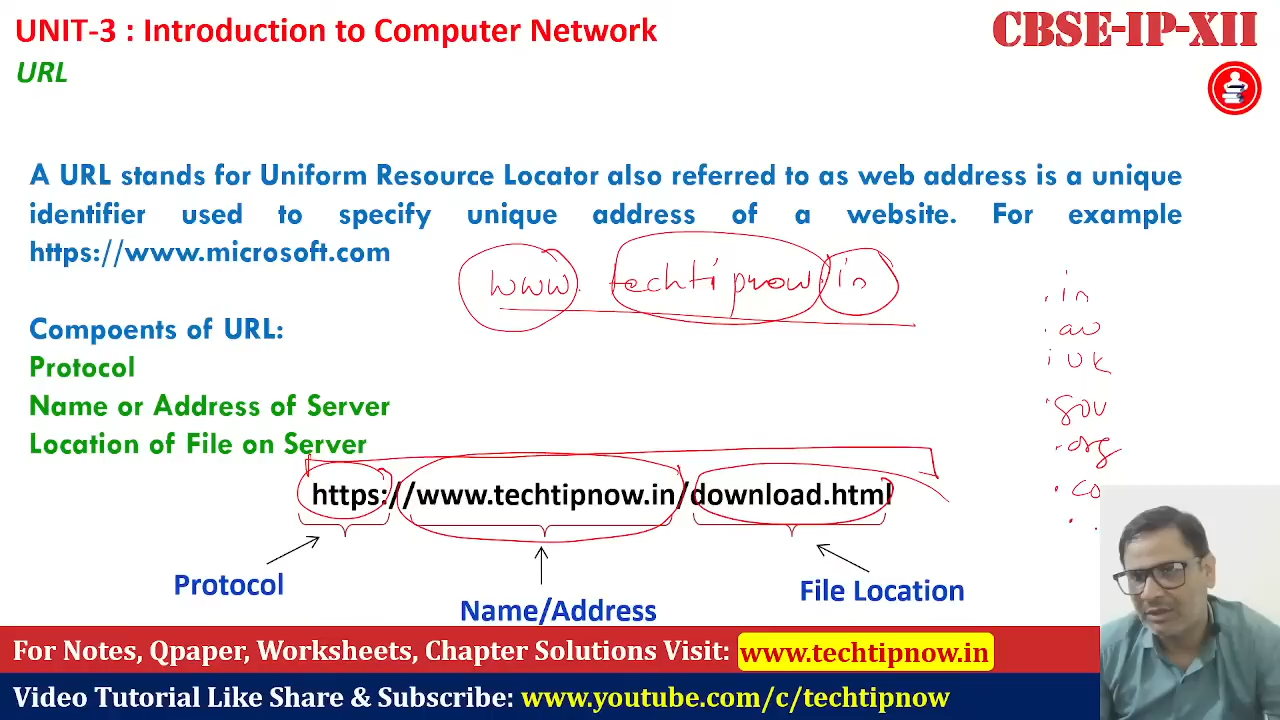 UNIT-3 : Introduction to Computer Network
CBSE-IP-XII
URL
A URL stands for Uniform Resource Locator also referred to as web address is a unique
identifier used to specify unique address of a website. For example
https://www.microsoft.com
www. techtipnow.in
.in
.au
.uk
.gov
.org
.co
Compoents of URL:
Protocol
Name or Address of Server
Location of File on Server
https://www.techtipnow.in/download.html
Protocol
Name/Address
File Location
For Notes, Qpaper, Worksheets, Chapter Solutions Visit: www.techtipnow.in
Video Tutorial Like Share & Subscribe: www.youtube.com/c/techtipnow